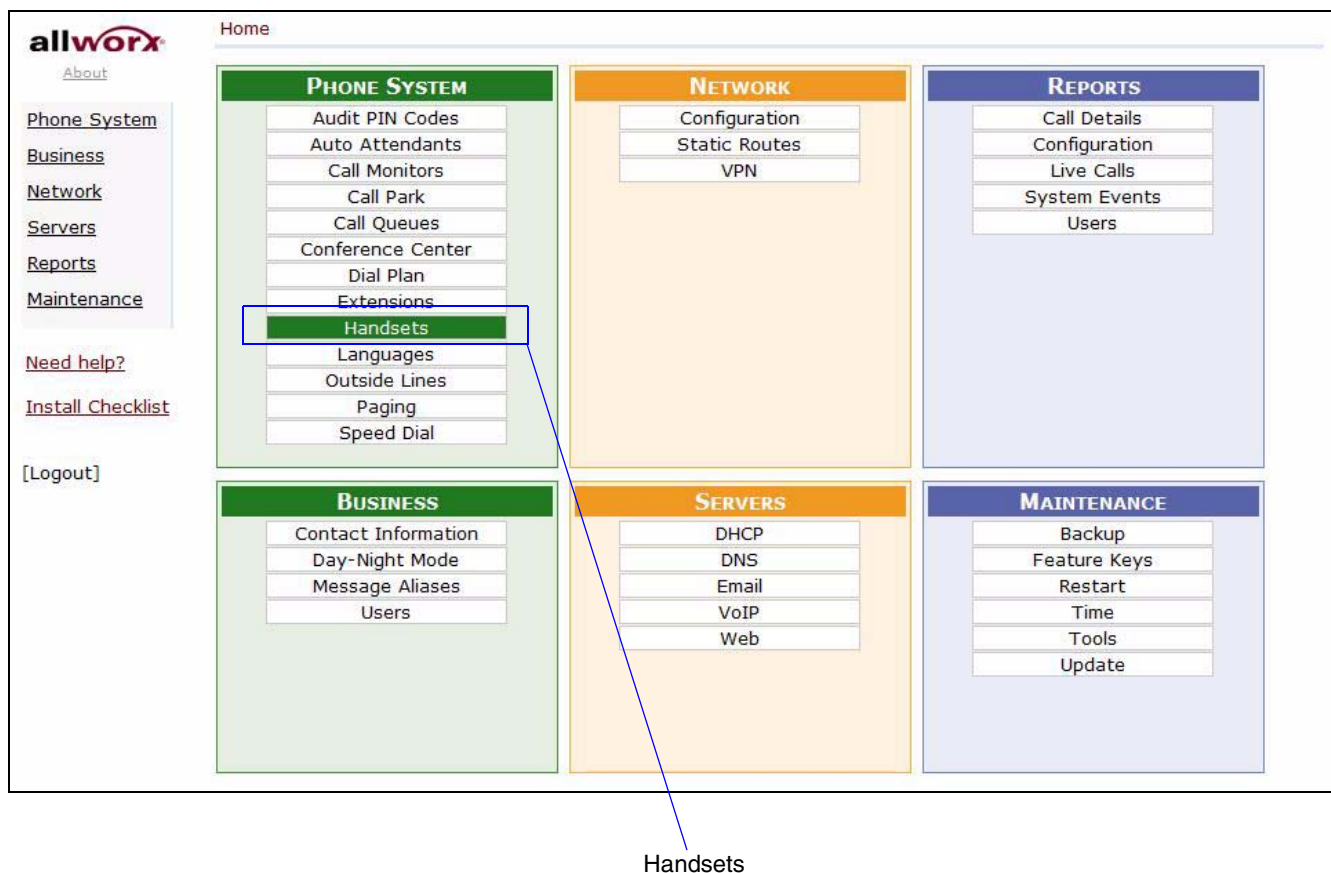 allworx
About
Phone System
Business
Network
Servers
Reports
Maintenance
Need help?
Install Checklist
[Logout]
Home
PHONE SYSTEM
Audit PIN Codes
Auto Attendants
Call Monitors
Call Park
Call Queues
Conference Center
Dial Plan
Extensions
Handsets
Languages
Outside Lines
Paging
Speed Dial
NETWORK
Configuration
Static Routes
VPN
REPORTS
Call Details
Configuration
Live Calls
System Events
Users
BUSINESS
Contact Information
Day-Night Mode
Message Aliases
Users
SERVERS
DHCP
DNS
Email
VoIP
Web
MAINTENANCE
Backup
Feature Keys
Restart
Time
Tools
Update
Handsets